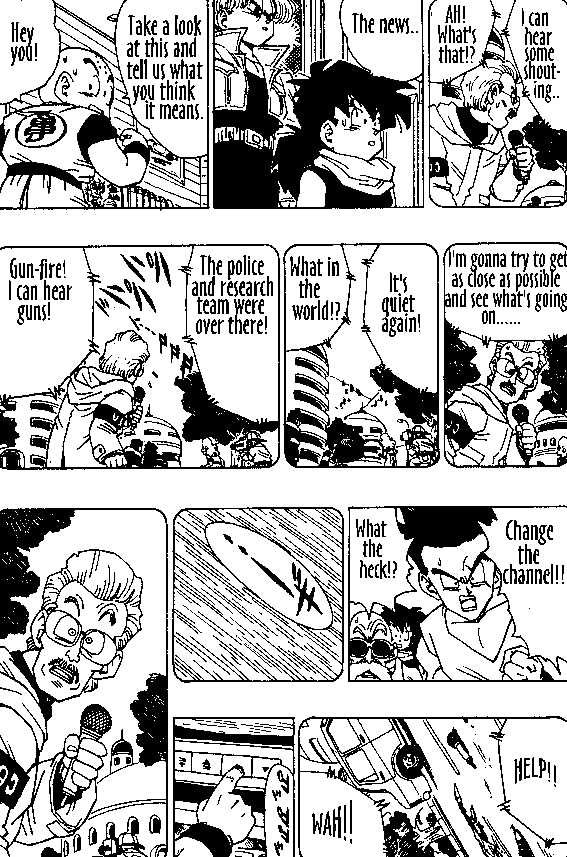 Hey
you!
Take a look
at this and
tell us what
you think
it means.
The news..
AH!
What's
that!?
I can
hear
some
shout-
ing..
Gun-fire!
I can hear
guns!
The police
and research
team were
over there!
What in
the
world!?
It's
quiet
again!
I'm gonna try to get
as close as possible
and see what's going
on......
What
the
heck!?
Change
the
channel!!
WAH!!
HELP!!